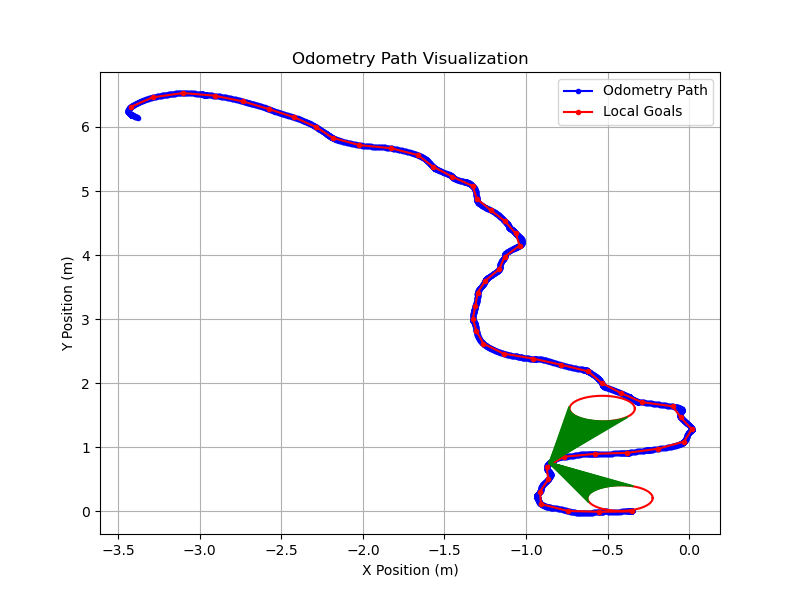 Odometry Path Visualization
Odometry Path
Local Goals
Y Position (m)
6
5
4
3
2
1
0
−3.5 −3.0 −2.5 −2.0 −1.5 −1.0 −0.5 0.0
X Position (m)